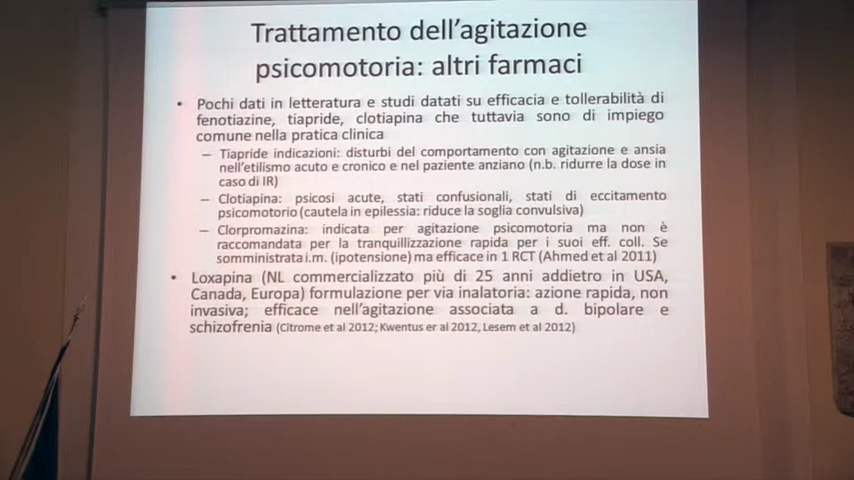 Trattamento dell'agitazione
psicomotoria: altri farmaci
• Pochi dati in letteratura e studi datati su efficacia e tollerabilità di
fenotiazine, tiapride, clotiapina che tuttavia sono di impiego
comune nella pratica clinica
– Tiapride indicazioni: disturbi del comportamento con agitazione e ansia
nell'etilismo acuto e cronico e nel paziente anziano (n.b. ridurre la dose in
caso di IR)
– Clotiapina: psicosi acute, stati confusionali, stati di eccitamento
psicomotorio (cautela in epilessia: riduce la soglia convulsiva)
– Clorpromazina: indicata per agitazione psicomotoria ma non è
raccomandata per la tranquillizzazione rapida per i suoi eff. coll. Se
somministrata i.m. (ipotensione) ma efficace in 1 RCT (Ahmed et al 2011)
• Loxapina (NL commercializzato più di 25 anni addietro in USA,
Canada, Europa) formulazione per via inalatoria: azione rapida, non
invasiva; efficace nell'agitazione associata a d. bipolare e
schizofrenia (Citrome et al 2012; Kwentus er al 2012, Lesem et al 2012)